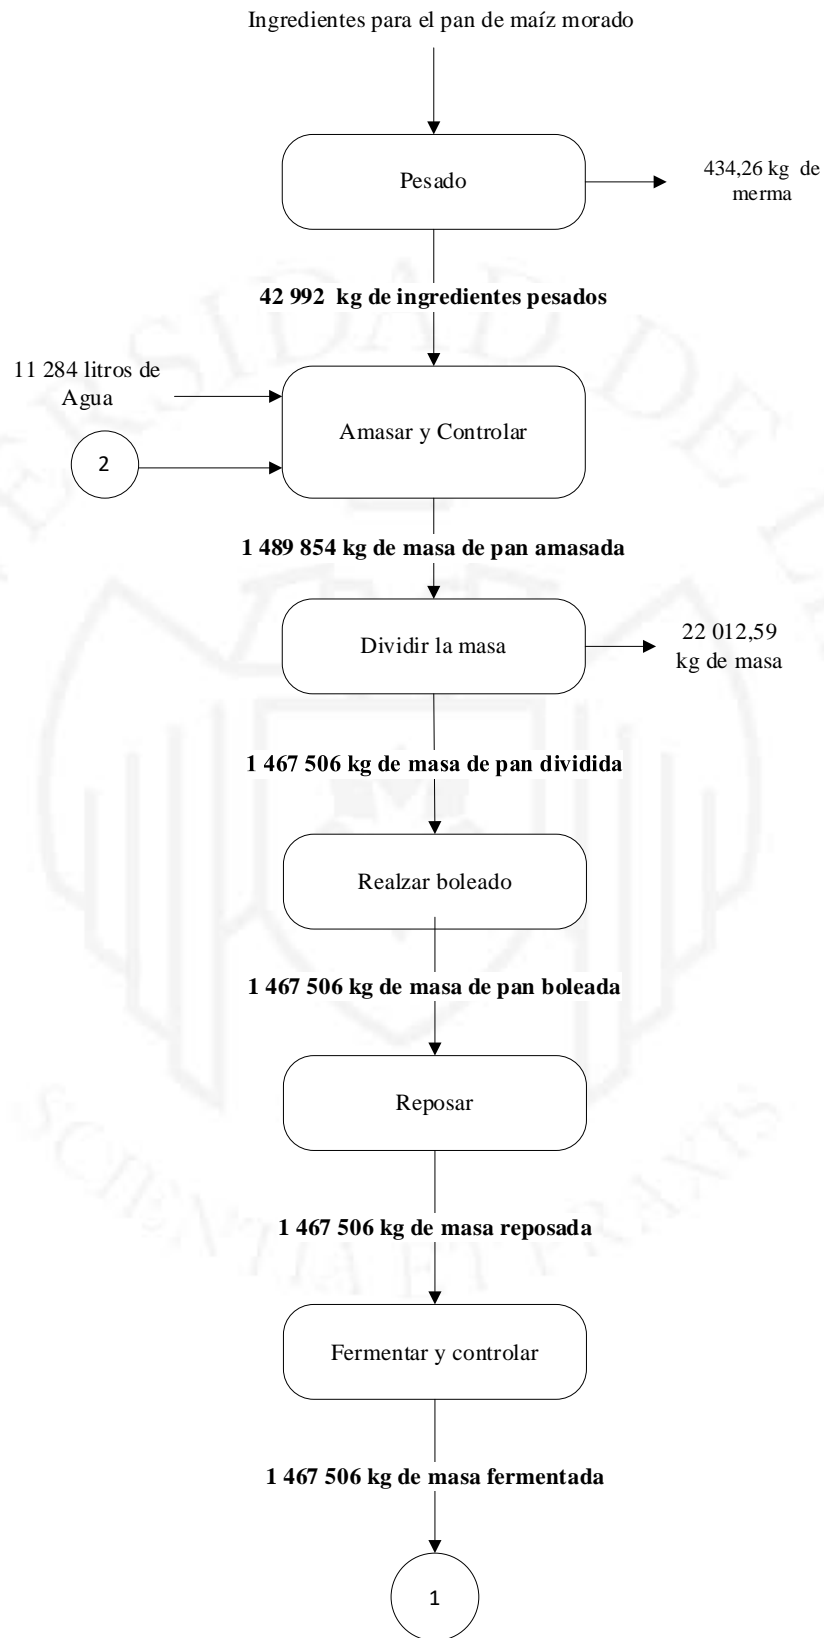 Ingredientes para el pan de maíz morado
Pesado
434,26 kg de
merma
42 992 kg de ingredientes pesados
11 284 litros de
Agua
2
Amasar y Controlar
1 489 854 kg de masa de pan amasada
Dividir la masa
22 012,59
kg de masa
1 467 506 kg de masa de pan dividida
Realzar boleado
1 467 506 kg de masa de pan boleada
Reposar
1 467 506 kg de masa reposada
Fermentar y controlar
1 467 506 kg de masa fermentada
1
SCIENTIA ET PRAXIS